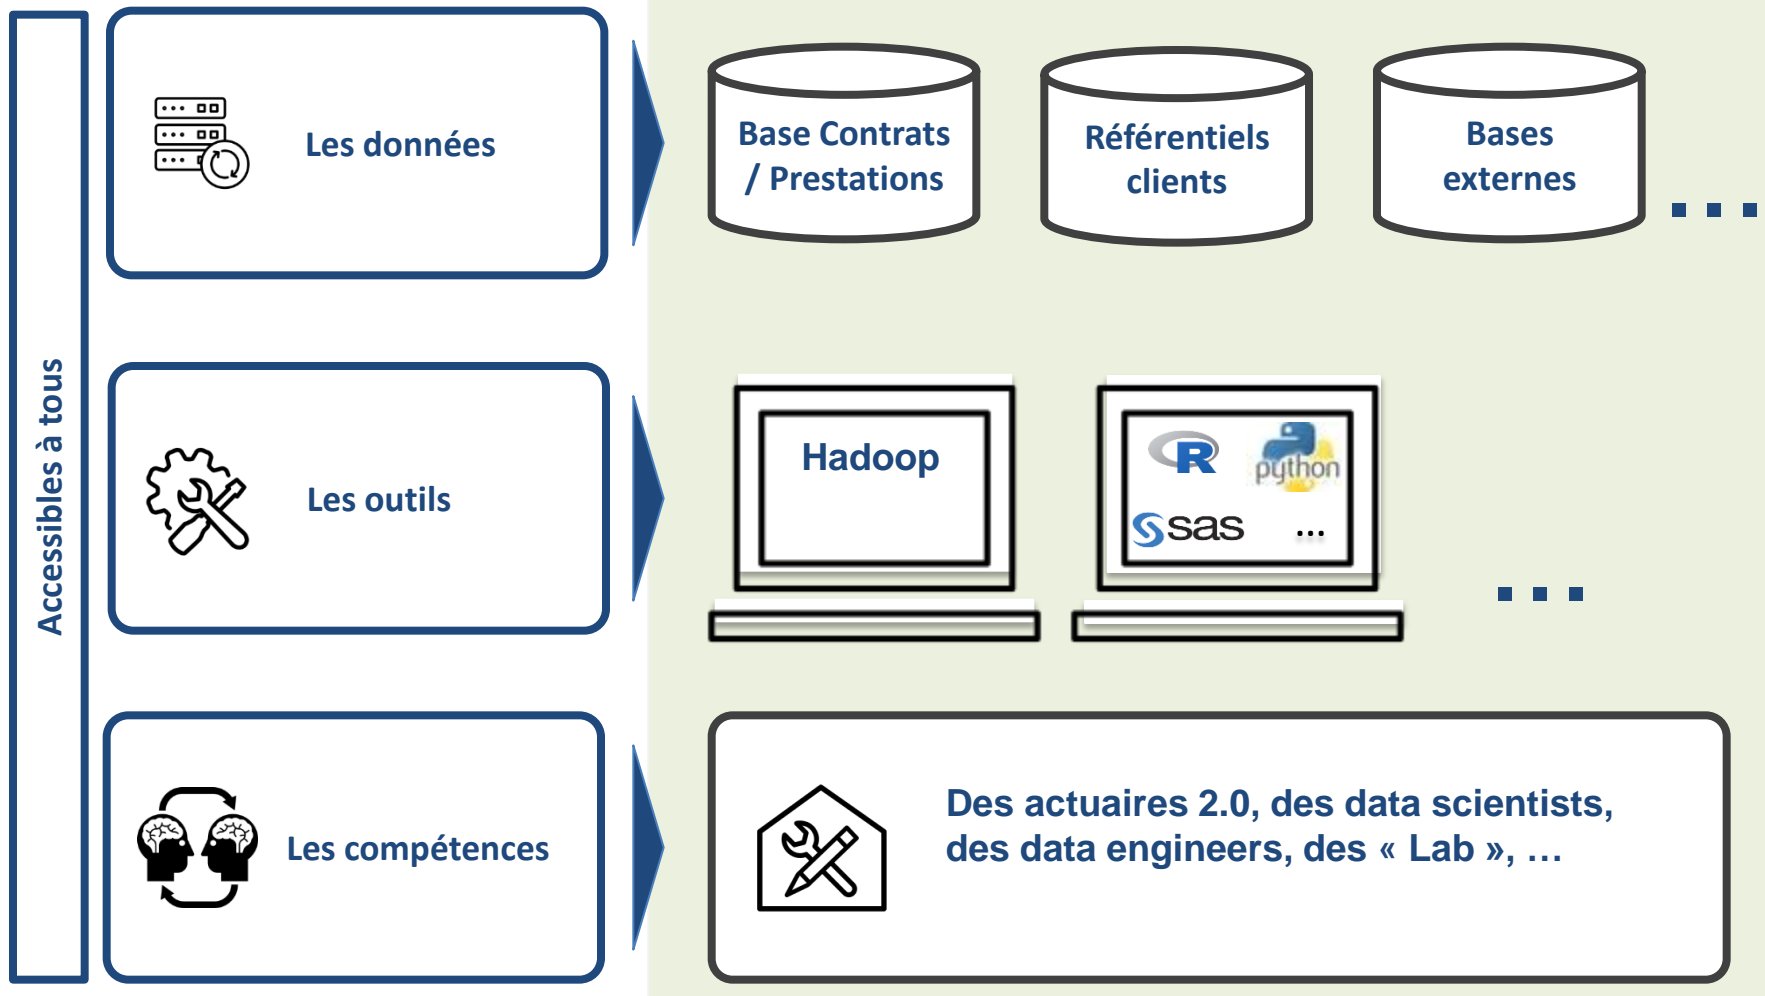 Accessibles à tous
Les données
Base Contrats
/ Prestations
Référentiels
clients
Bases
externes
...
Les outils
Hadoop
R
python
sas
...
...
Les compétences
Des actuaires 2.0, des data scientists,
des data engineers, des « Lab », ...